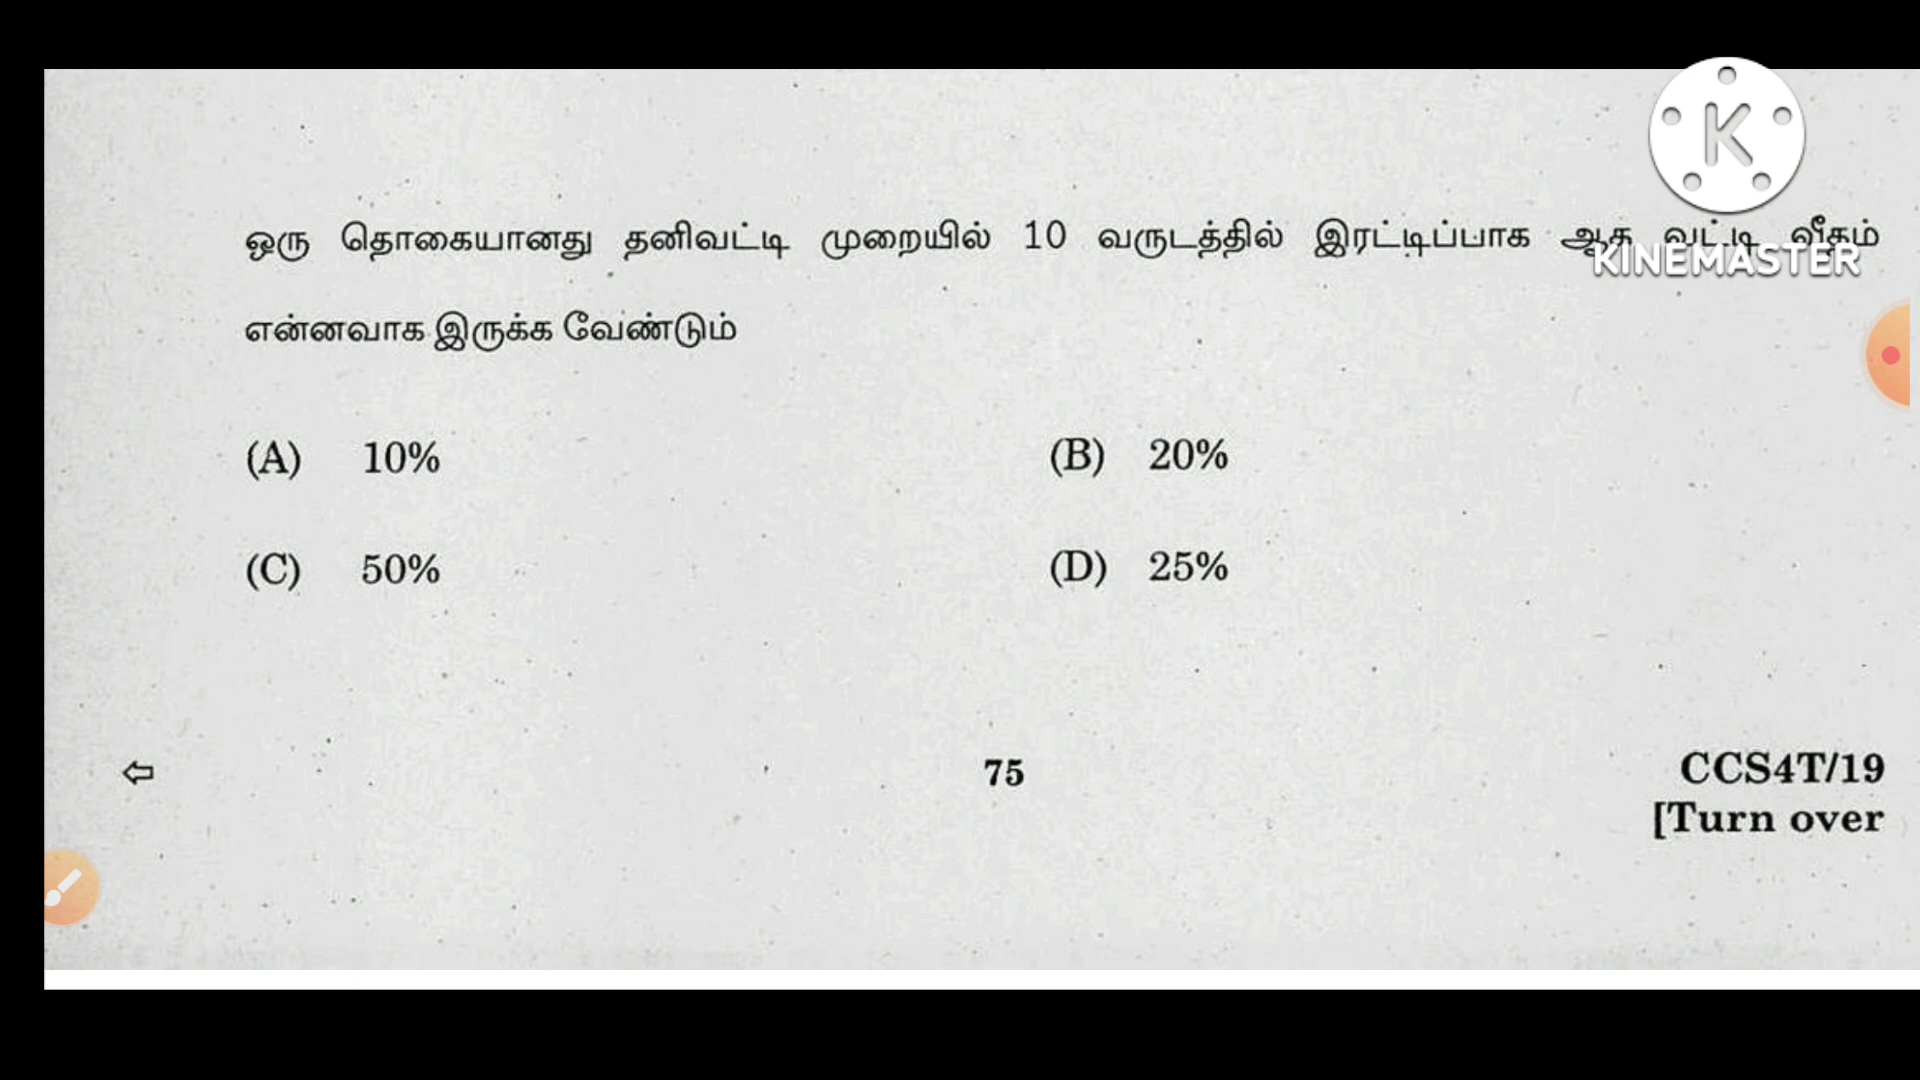 K
ஒரு தொகையானது தனிவட்டி முறையில் 10 வருடத்தில் இரட்டிப்பாக ஆக வட்டி வீதம்
KINEMASTER
என்னவாக இருக்க வேண்டும்
(A) 10% (B) 20%
(C) 50% (D) 25%
75 CCS4T/19
[Turn over